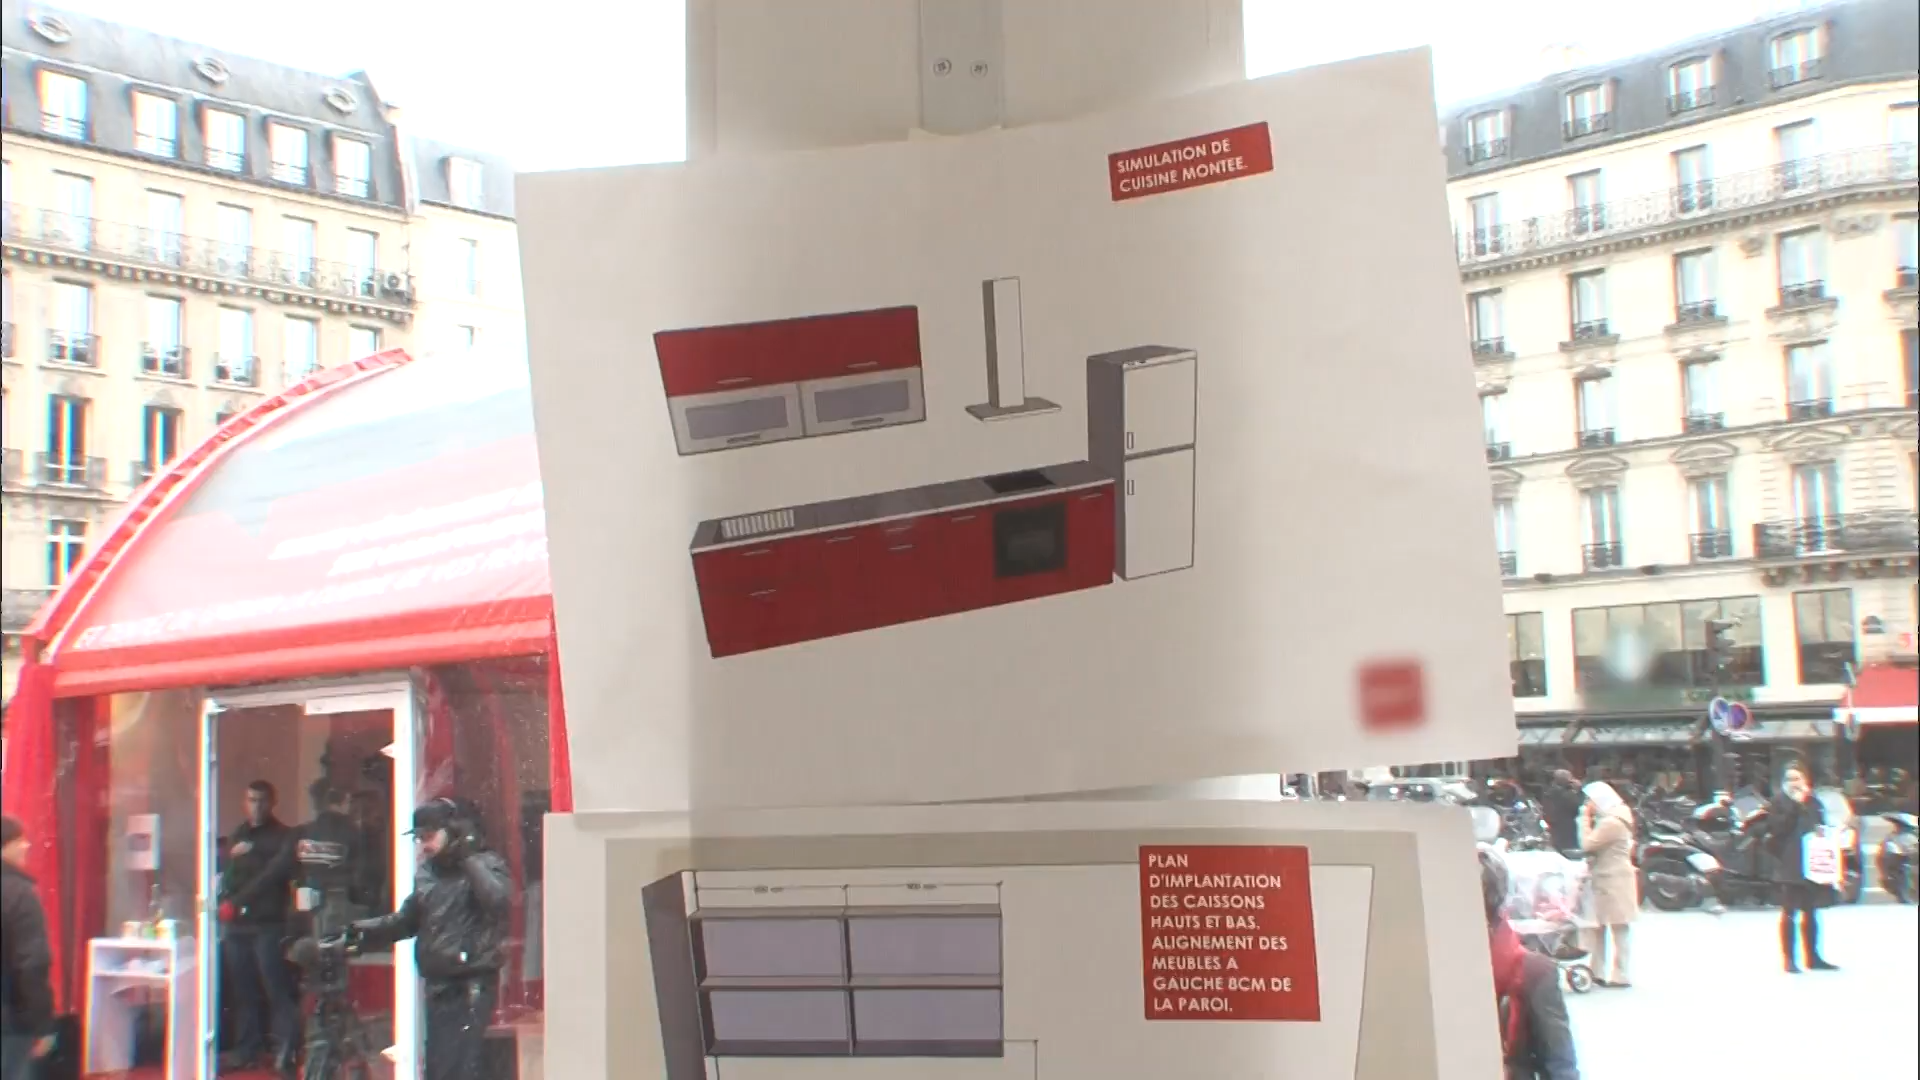 SIMULATION DE
CUISINE MONTEE.
PLAN
D'IMPLANTATION
DES CAISSONS
HAUTS ET BAS.
ALIGNEMENT DES
MEUBLES A
GAUCHE 8CM DE
LA PAROI.